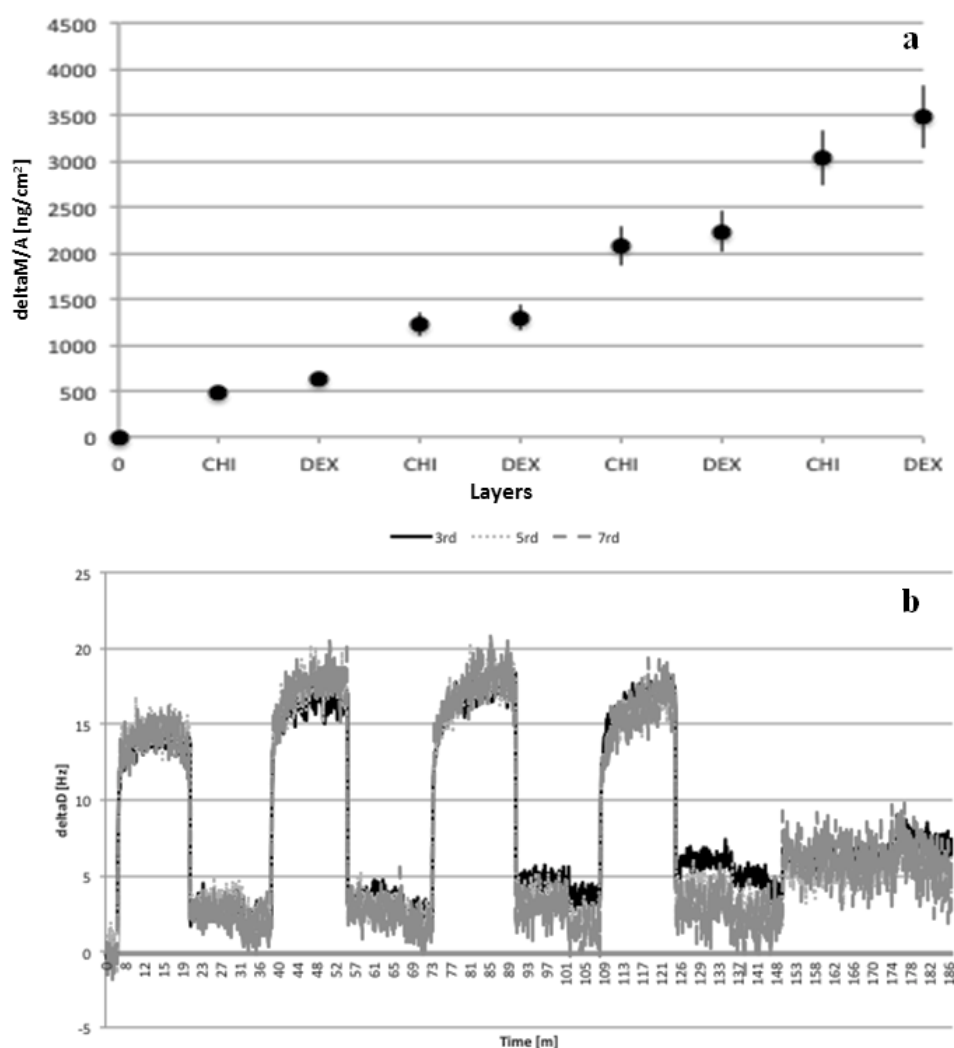 a
deltaM/A [ng/cm²]
4500
4000
3500
3000
2500
2000
1500
1000
500
0
0 CHI DEX CHI DEX CHI DEX CHI DEX
Layers
3rd 5rd 7rd
b
deltaD [Hz]
25
20
15
10
5
0
-5
0 8 12 15 19 23 27 31 36 40 44 48 52 57 61 65 69 73 77 81 85 89 93 97 101 105 109 113 117 121 126 129 133 137 141 148 153 158 162 166 170 174 178 182 186
Time [m]